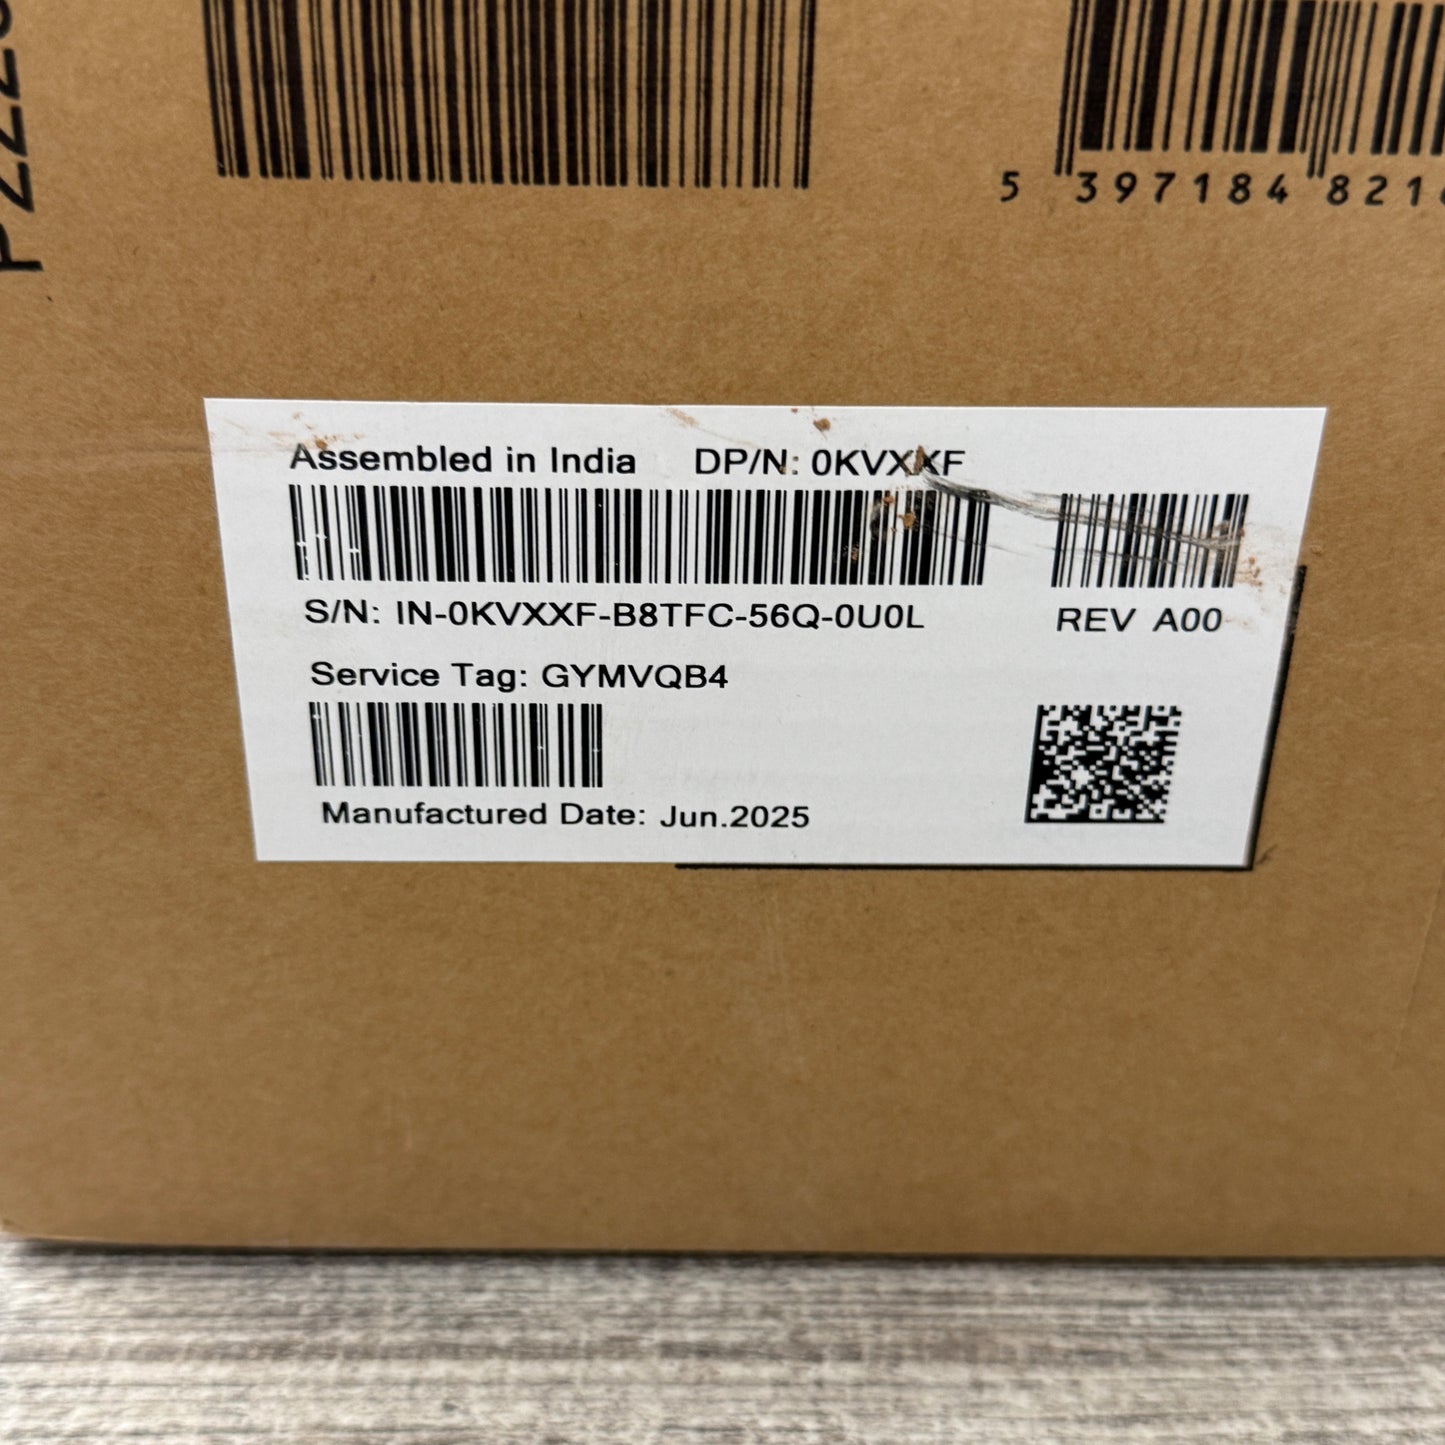 5 397184 821
Assembled in India DP/N: 0KVXXF
S/N: IN-0KVXXF-B8TFC-56Q-0U0L
REV A00
Service Tag: GYMVQB4
Manufactured Date: Jun.2025